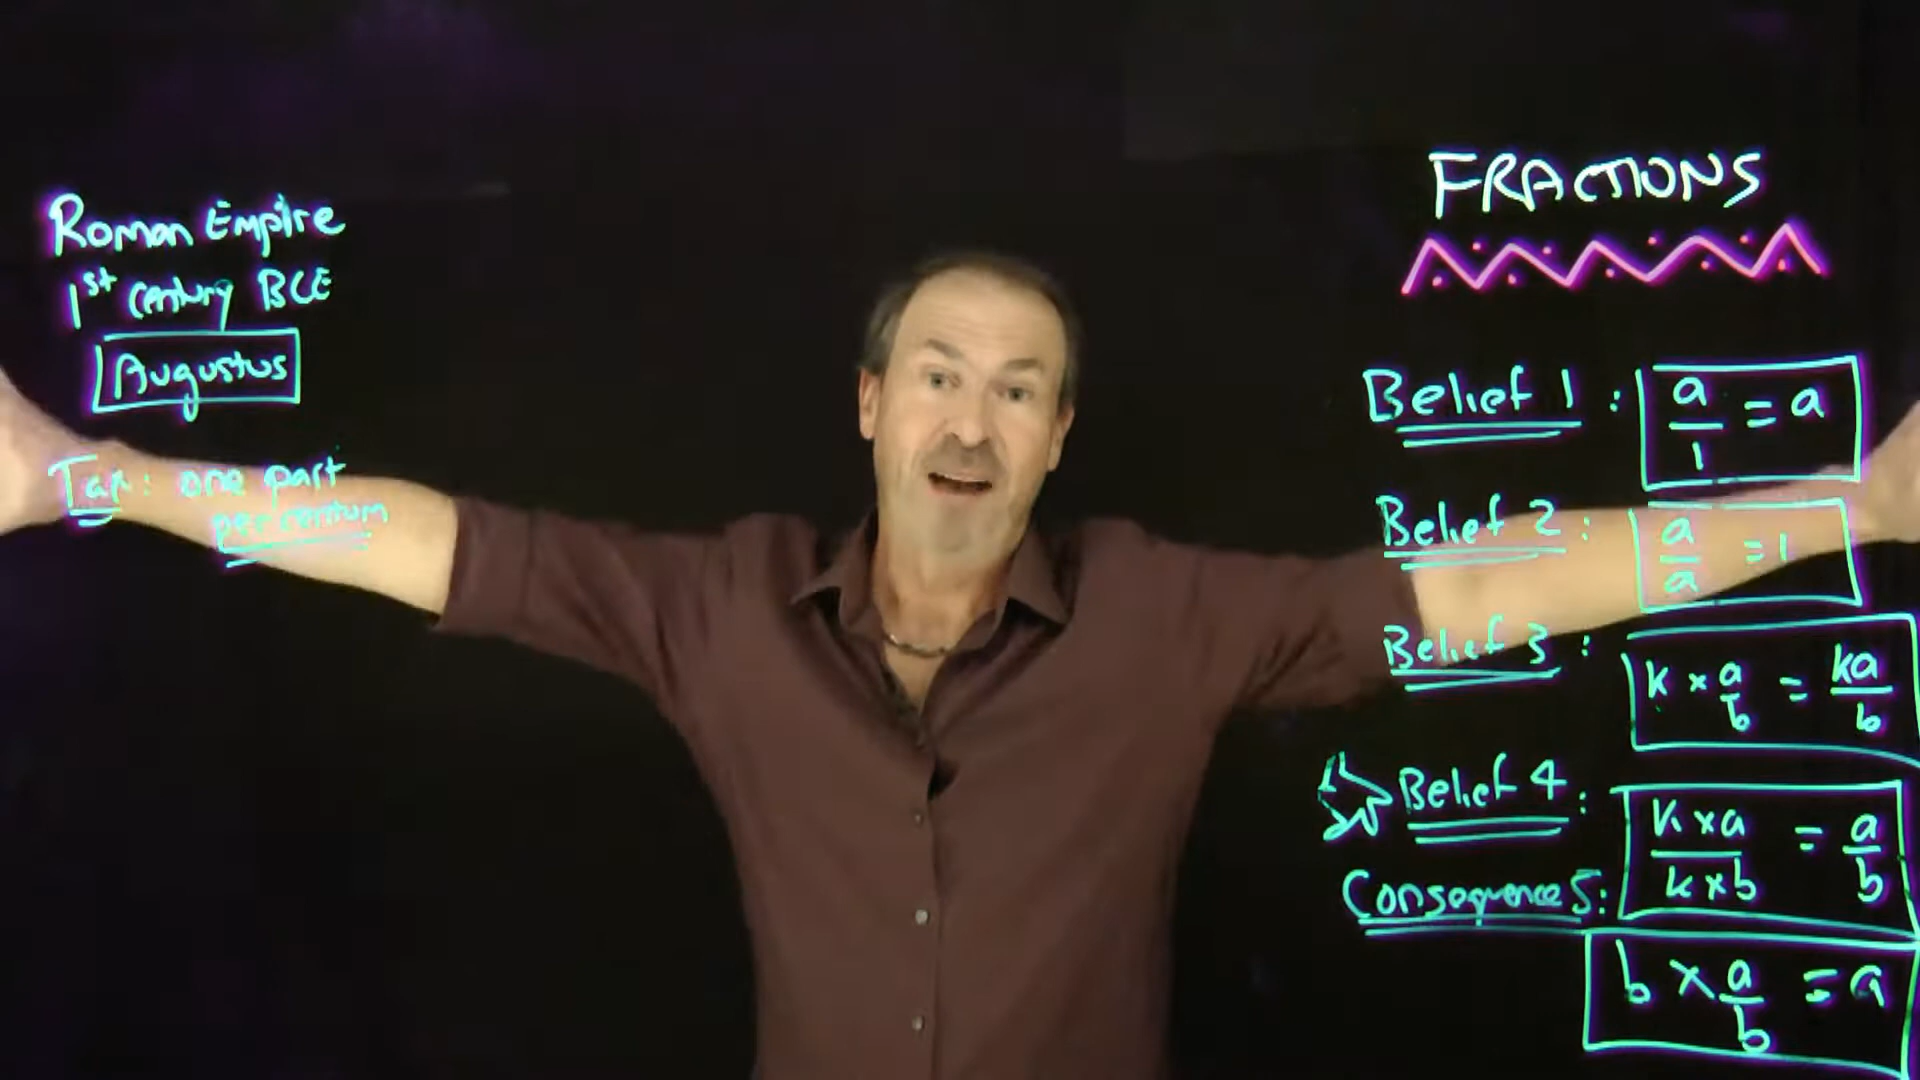 Roman Empire
1st century BCE
Augustus
Tax: one part
per centum
FRACTIONS
Belief 1: a/1 = a
Belief 2: a/a = 1
Belief 3: k × a/b = ka/b
Belief 4: k×a/k×b = a/b
Consequence 5:
b × a/b = a